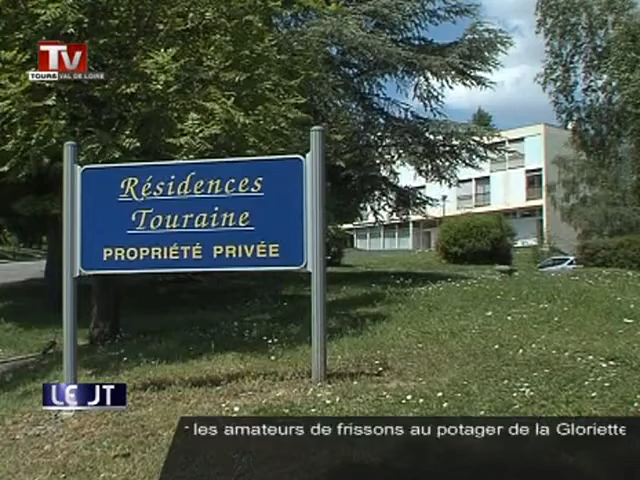 TV
TOURS VAL DE LOIRE
Résidences
Touraine
PROPRIÉTÉ PRIVÉE
LE JT
les amateurs de frissons au potager de la Gloriette